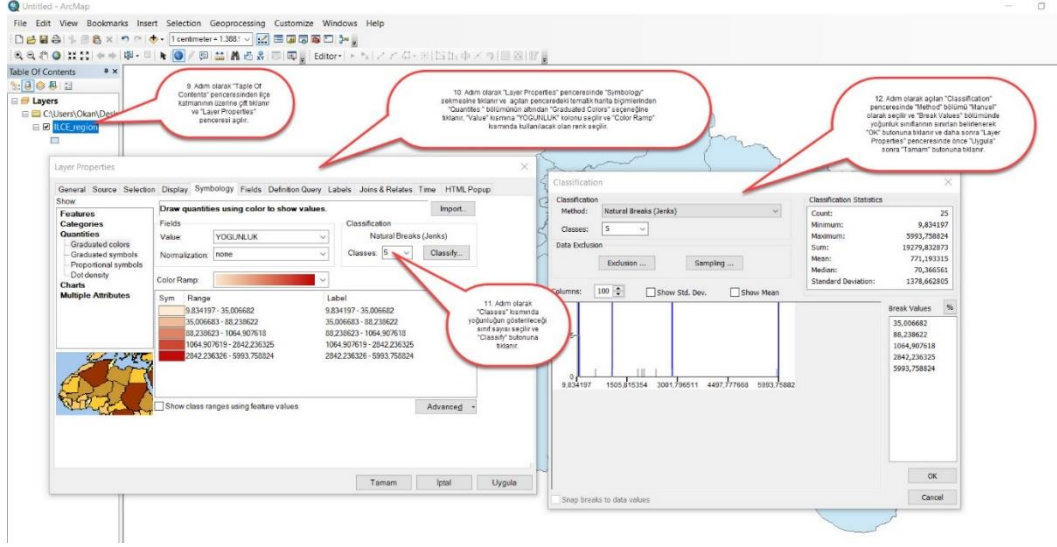 Untitled - ArcMap
File Edit View Bookmarks Insert Selection Geoprocessing Customize Windows Help
1 centimeter = 1.388.
Editor
Table Of Contents
Layers
C:\Users\Okan\Des
ILCE_region
9. Adım olarak "Table Of
Contents" penceresinden ilçe
katmanının üzerine çift tıklanır
ve "Layer Properties"
penceresi açılır.
10. Adım olarak "Layer Properties" penceresinde "Symbology"
sekmesine tıklanır ve açılan penceredeki tematik harita biçimlerinden
"Quantites" bölümünün altından "Graduated Colors" seçeneğine
tıklanır, "Value" kısmına "YOGUNLUK" kolonu seçilir ve "Color Ramp"
kısmında kullanılacak olan renk seçilir.
12. Adım olarak açılan "Classification"
penceresinde "Method" bölümü "Manuel"
olarak seçilir ve "Break Values" bölümünde
yoğunluk sınıflarının sınırları belirlenerek
"OK" butonuna tıklanır ve daha sonra "Layer
Properties" penceresinde önce "Uygula"
sonra "Tamam" butonuna tıklanır.
Layer Properties
General Source Selection Display Symbology Fields Definition Query Labels Joins & Relates Time HTML Popup
Show:
Features
Categories
Quantities
Graduated colors
Graduated symbols
Proportional symbols
Dot density
Charts
Multiple Attributes
Draw quantities using color to show values.
Import...
Fields
Value: YOGUNLUK
Normalization: none
Classification
Natural Breaks (Jenks)
Classes: 5
Classify...
Color Ramp:
Sym Range Label
9.834197 - 35,006682 9.834197 - 35,006682
35,006683 - 88,238622 35,006683 - 88,238622
88,238623 - 1064,907618 88,238623 - 1064,907618
1064,907619 - 2842,236325 1064,907619 - 2842,236325
2842,236326 - 5993,758824 2842,236326 - 5993,758824
11. Adım olarak
"Classes" kısmında
yoğunluğun gösterileceği
sınıf sayısı seçilir ve
"Classify" butonuna
tıklanır.
Show class ranges using feature values
Advanced
Tamam İptal Uygula
Classification
Classification
Method: Natural Breaks (Jenks)
Classes: 5
Data Exclusion
Exclusion ... Sampling ...
Classification Statistics
Count: 25
Minimum: 9,834197
Maximum: 5993,758824
Sum: 19279,832873
Mean: 771,193315
Median: 70,366561
Standard Deviation: 1378,662805
Columns: 100
Show Std. Dev.
Show Mean
Break Values %
35,006682
88,238622
1064,907618
2842,236325
5993,758824
0
9,834197 1505,815354 3001,796511 4497,777668 5993,75882
Snap breaks to data values
OK
Cancel